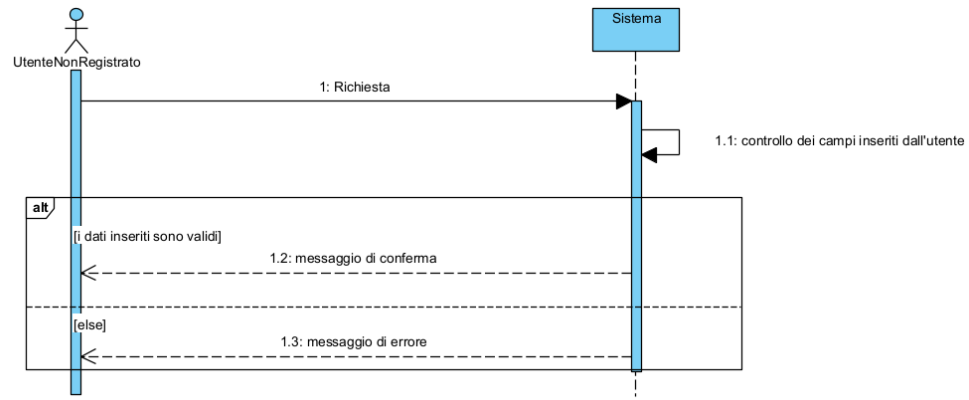 Sistema
UtenteNonRegistrato
1: Richiesta
1.1: controllo dei campi inseriti dall'utente
alt
[i dati inseriti sono validi]
1.2: messaggio di conferma
[else]
1.3: messaggio di errore